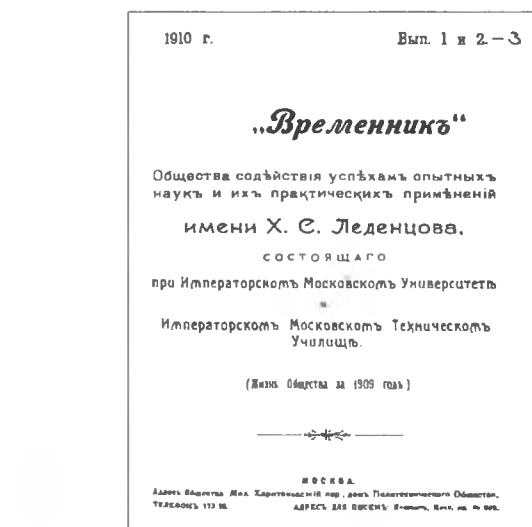 1910 г. Вып. 1 и 2–3
„Временникъ“
Общества содѣйствія успѣхамъ опытныхъ
наукъ и ихъ практическихъ примѣненій
имени Х. С. Леденцова,
состоящаго
при Императорскомъ Московскомъ Университетѣ
и
Императорскомъ Московскомъ Техническомъ
Училищѣ.
(Жизнь Общества за 1909 годъ)
МОСКВА.
Адресъ Общества Мал. Харитоньевскій пер., домъ Политехническаго Общества,
Телефонъ АДРЕСЪ ДЛЯ ПИСЕМЪ: